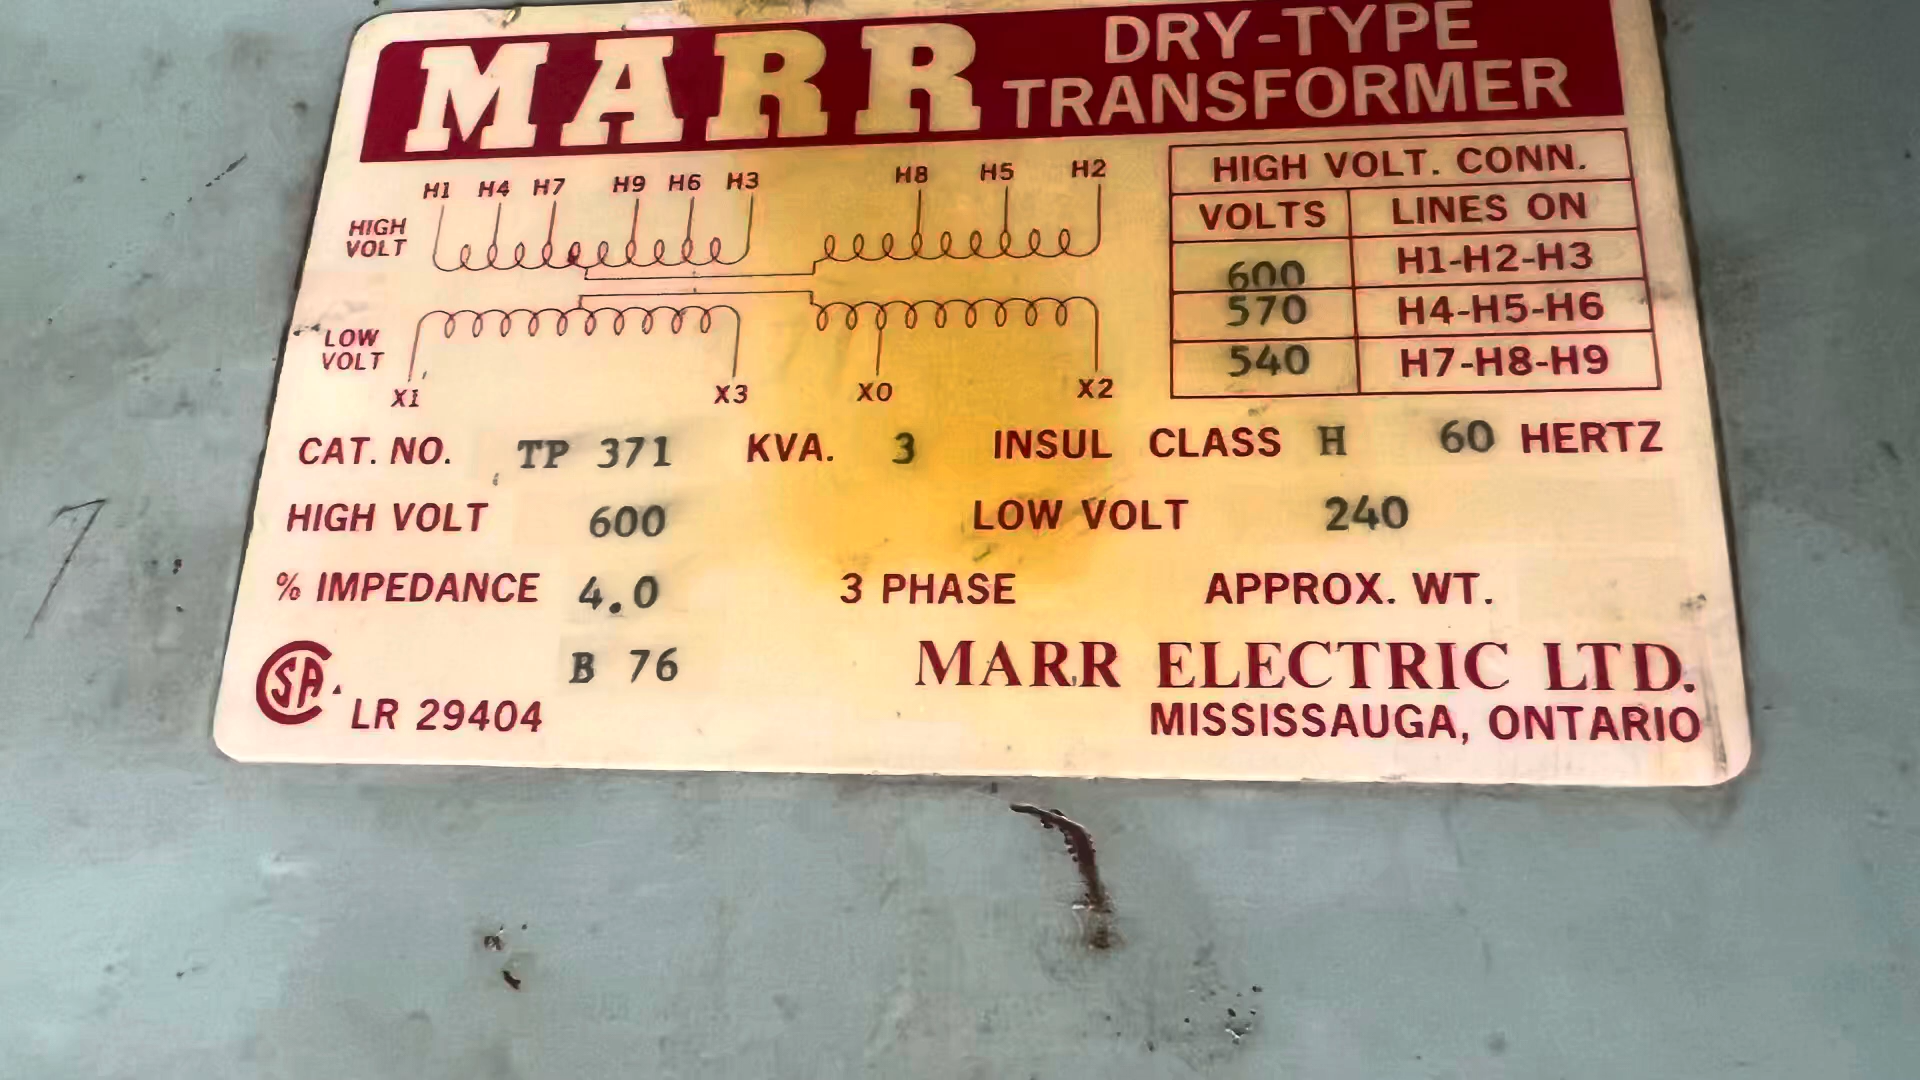 MARR DRY-TYPE
TRANSFORMER
H1 H4 H7 H9 H6 H3 H8 H5 H2
HIGH
VOLT
LOW
VOLT
X1 X3 X0 X2
HIGH VOLT. CONN.
VOLTS LINES ON
600 H1-H2-H3
570 H4-H5-H6
540 H7-H8-H9
CAT. NO. TP 371 KVA. 3 INSUL CLASS H 60 HERTZ
HIGH VOLT 600 LOW VOLT 240
% IMPEDANCE 4.0 3 PHASE APPROX. WT.
B 76
SA
LR 29404
MARR ELECTRIC LTD.
MISSISSAUGA, ONTARIO